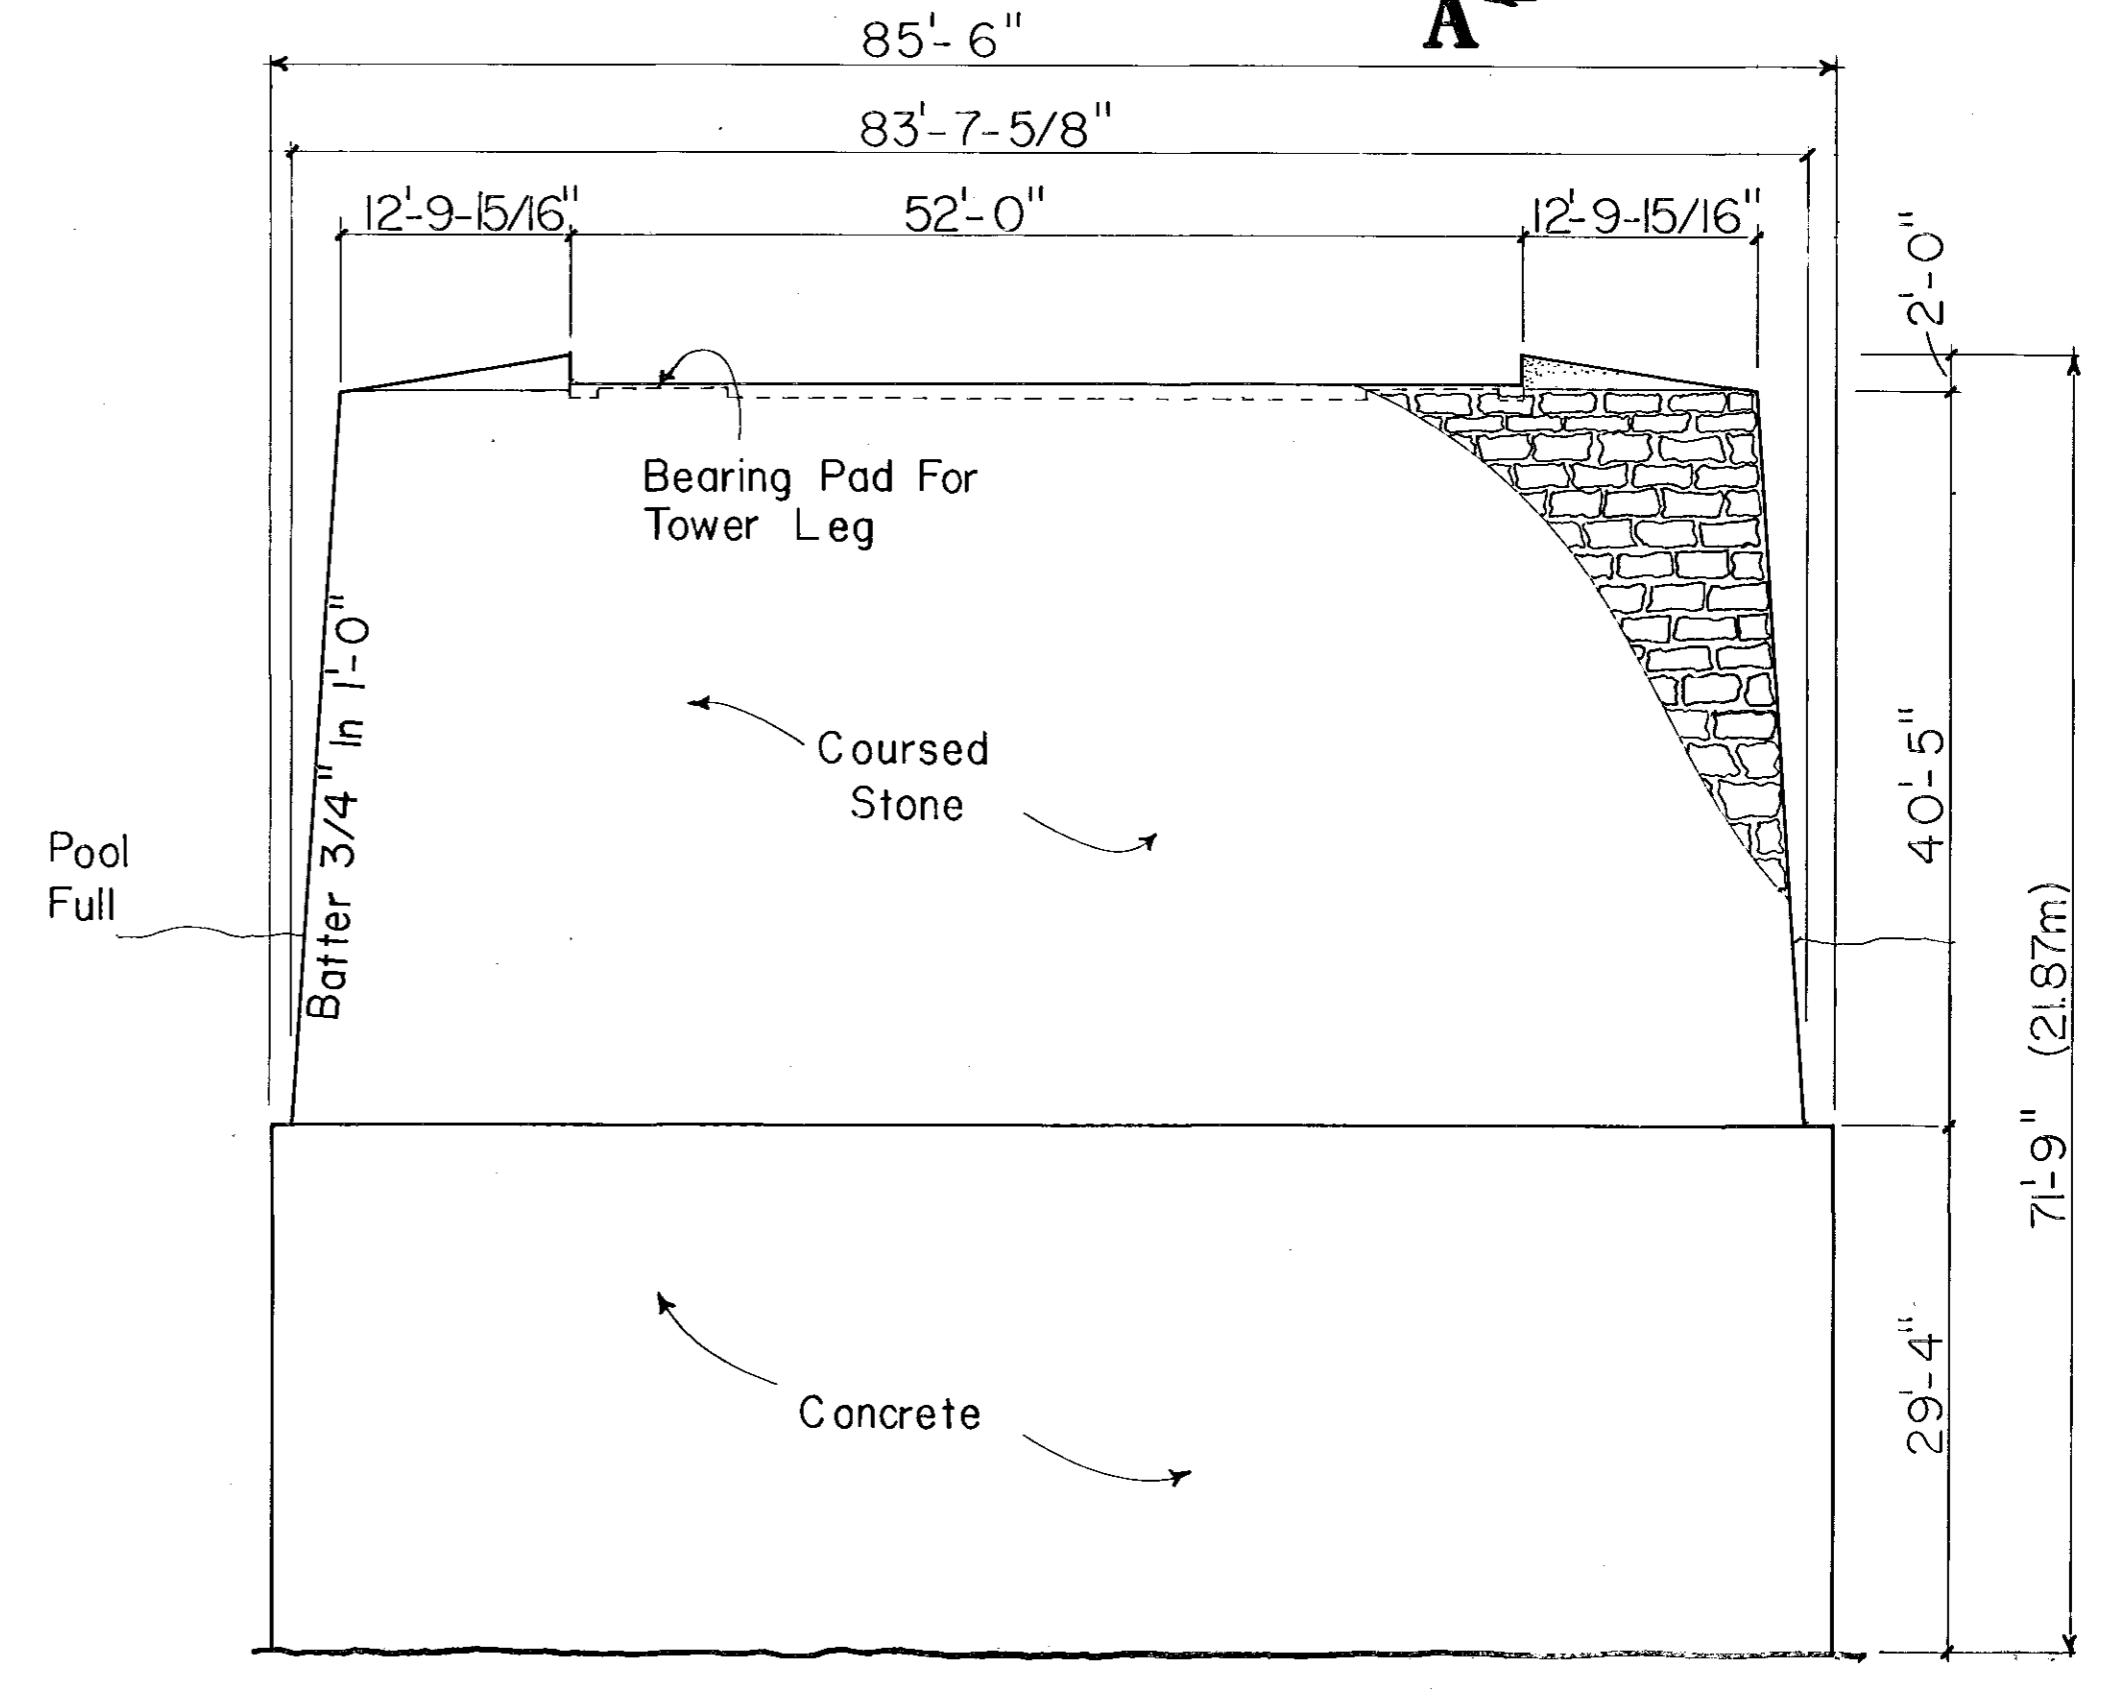 A
85'-6"
83'-7-5/8"
12'-9-15/16"
52'-0"
12'-9-15/16"
2'-0"
Bearing Pad For
Tower Leg
Batter 3/4" In 1'-0"
Coursed
Stone
40'-5"
Pool
Full
71'-9" (21.87m)
29'-4"
Concrete